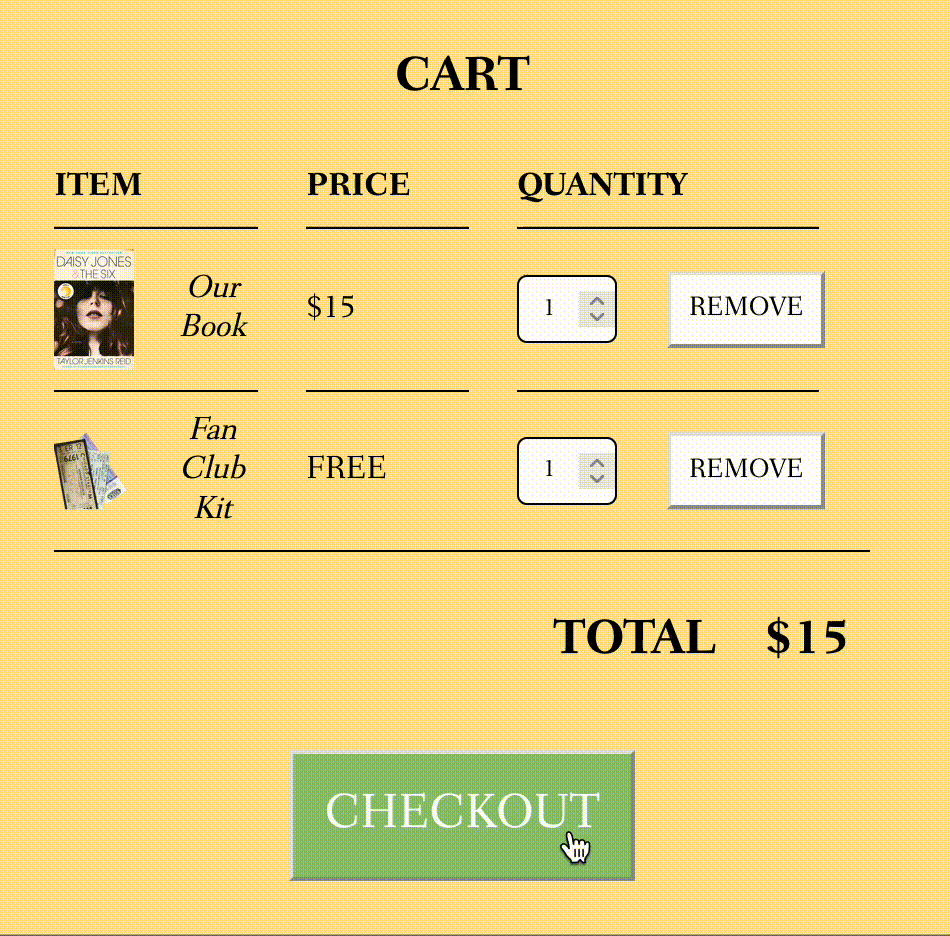 CART
ITEM PRICE QUANTITY
DAISY JONES
& THE SIX
TAYLOR JENKINS REID
Our
Book
$15
1
REMOVE
Fan
Club
Kit
FREE
1
REMOVE
TOTAL $15
CHECKOUT